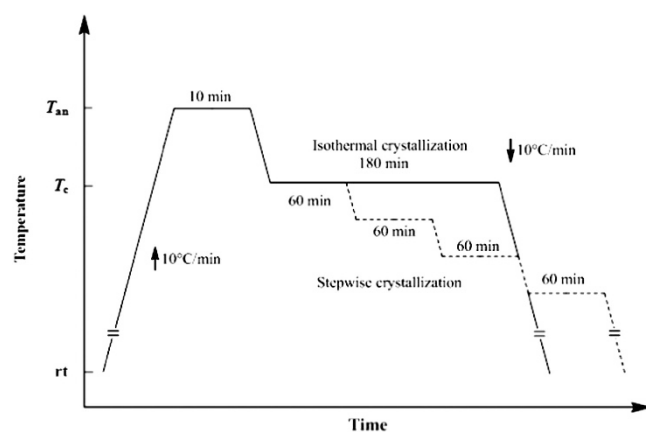 10 min
T_an
Isothermal crystallization
180 min
10°C/min
T_c
60 min
60 min
60 min
10°C/min
Stepwise crystallization
60 min
=
=
=
rt
Temperature
Time